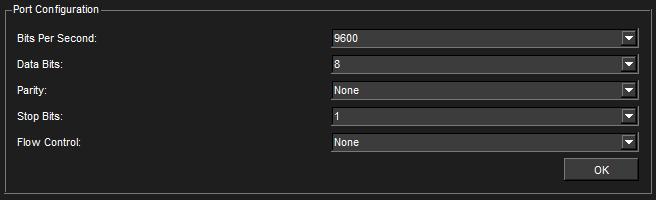 Port Configuration
Bits Per Second: 9600
Data Bits: 8
Parity: None
Stop Bits: 1
Flow Control: None
OK